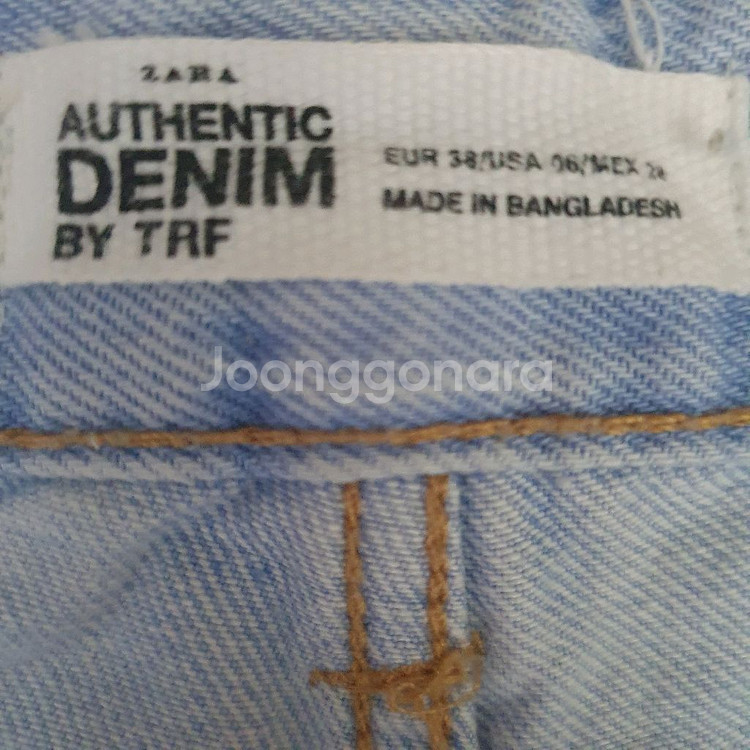 ZARA
AUTHENTIC
DENIM
BY TRF
EUR 38/USA 06/MEX 28
MADE IN BANGLADESH
Joonggonara